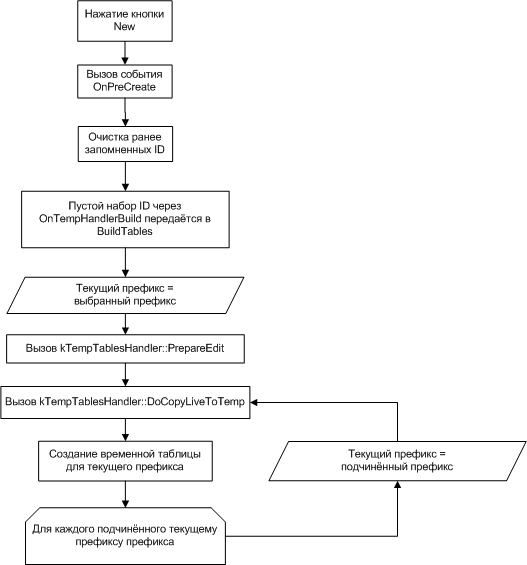 Нажатие кнопки
New
Вызов события
OnPreCreate
Очистка ранее
запомненных ID
Пустой набор ID через
OnTempHandlerBuild передаётся в
BuildTables
Текущий префикс =
выбранный префикс
Вызов kTempTablesHandler::PrepareEdit
Вызов kTempTablesHandler::DoCopyLiveToTemp
Создание временной таблицы
для текущего префикса
Текущий префикс =
подчинённый префикс
Для каждого подчинённого текущему
префиксу префикса